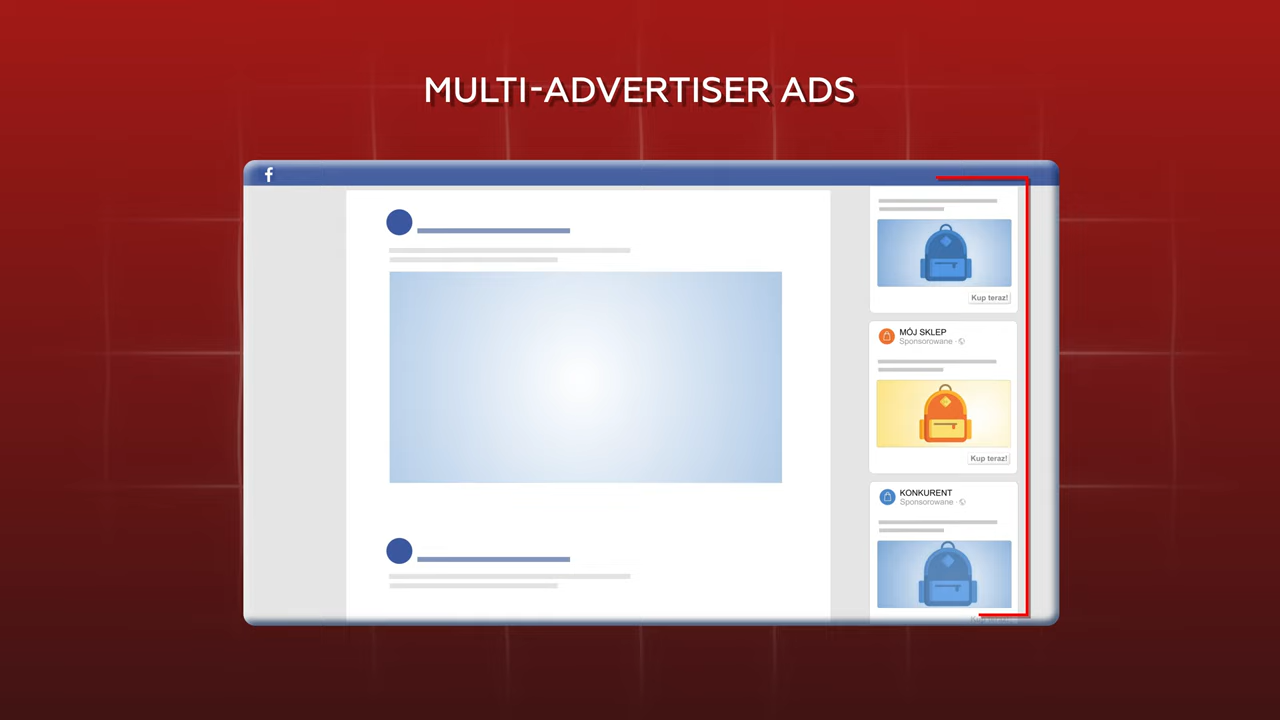 MULTI-ADVERTISER ADS
f
Kup teraz!
MÓJ SKLEP
Sponsorowane ·
Kup teraz!
KONKURENT
Sponsorowane ·